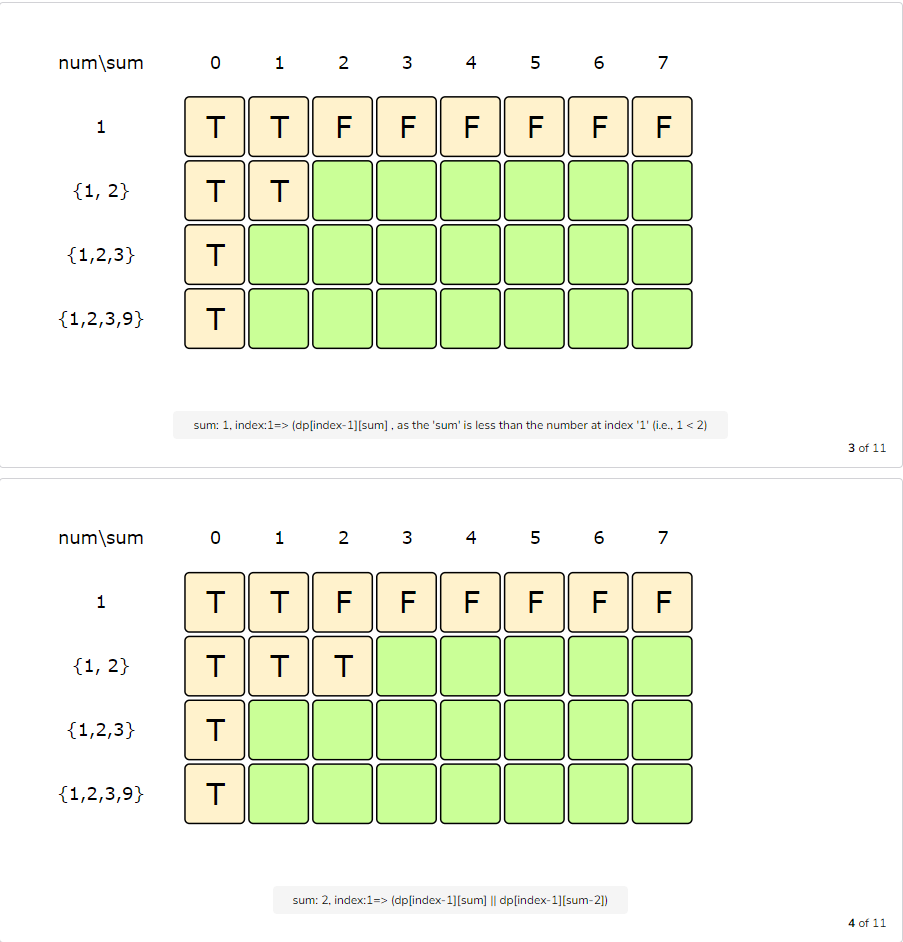 num\sum 0 1 2 3 4 5 6 7
1 T T F F F F F F
{1, 2} T T
{1,2,3} T
{1,2,3,9} T
sum: 1, index:1=> (dp[index-1][sum] , as the 'sum' is less than the number at index '1' (i.e., 1 < 2)
3 of 11
num\sum 0 1 2 3 4 5 6 7
1 T T F F F F F F
{1, 2} T T T
{1,2,3} T
{1,2,3,9} T
sum: 2, index:1=> (dp[index-1][sum] || dp[index-1][sum-2])
4 of 11